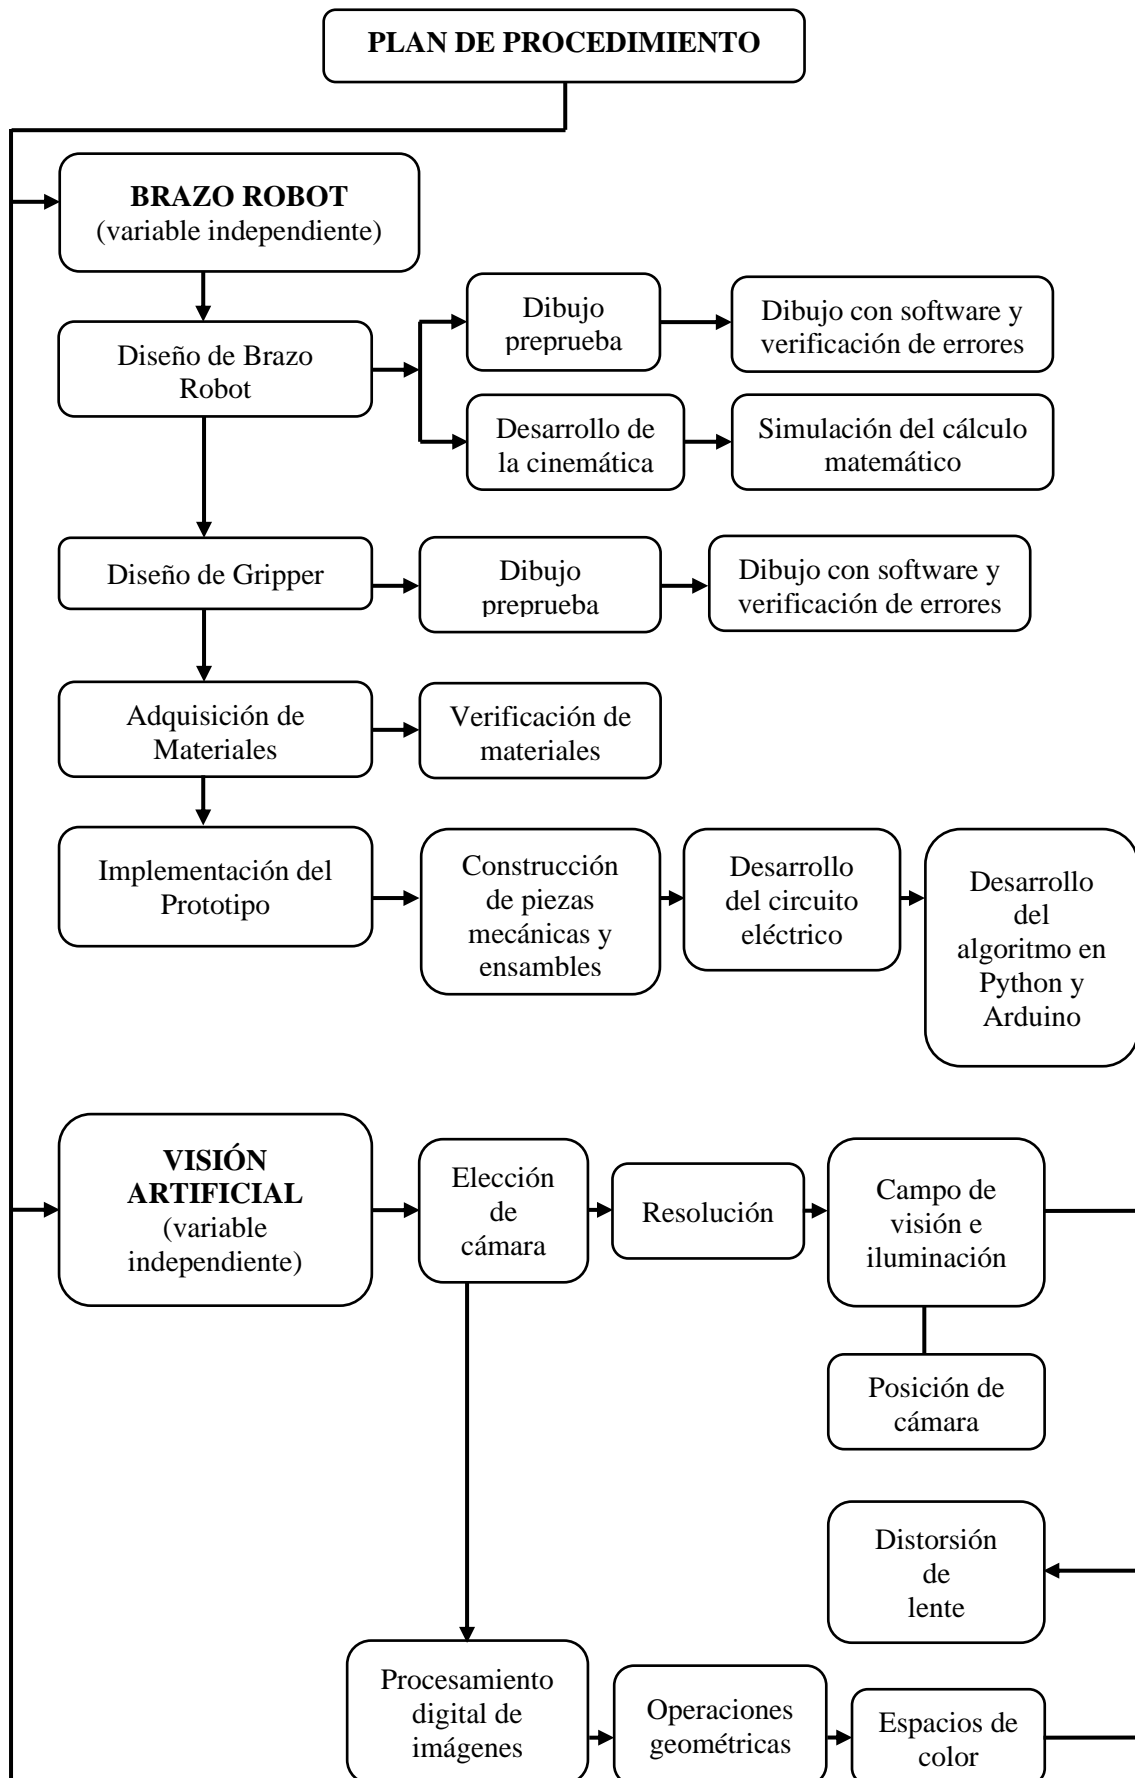 PLAN DE PROCEDIMIENTO
BRAZO ROBOT
(variable independiente)
Diseño de Brazo
Robot
Dibujo
preprueba
Dibujo con software y
verificación de errores
Desarrollo de
la cinemática
Simulación del cálculo
matemático
Diseño de Gripper
Dibujo
preprueba
Dibujo con software y
verificación de errores
Adquisición de
Materiales
Verificación de
materiales
Implementación del
Prototipo
Construcción
de piezas
mecánicas y
ensambles
Desarrollo
del circuito
eléctrico
Desarrollo
del
algoritmo en
Python y
Arduino
VISIÓN
ARTIFICIAL
(variable
independiente)
Elección
de
cámara
Resolución
Campo de
visión e
iluminación
Posición de
cámara
Distorsión
de
lente
Procesamiento
digital de
imágenes
Operaciones
geométricas
Espacios de
color